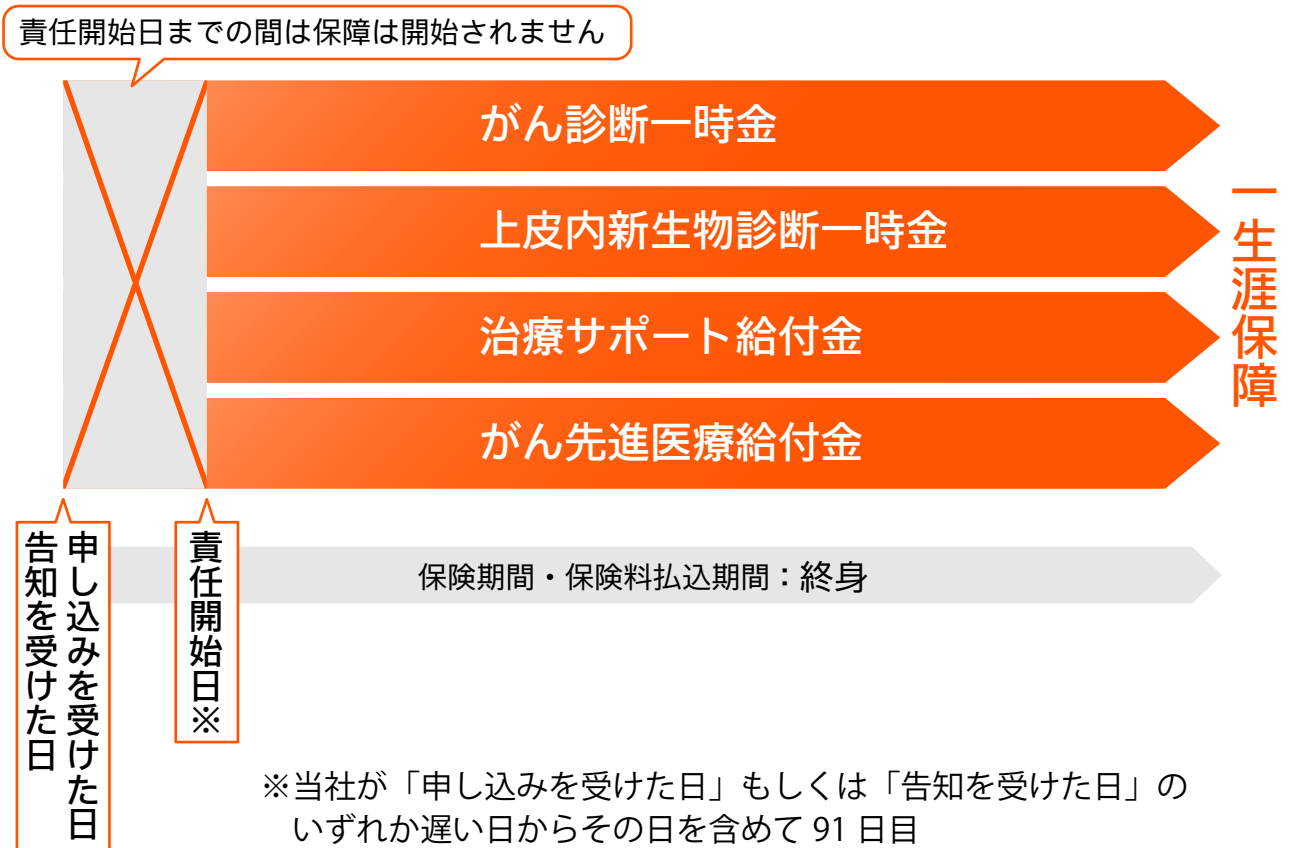 責任開始日までの間は保障は開始されません
がん診断一時金
上皮内新生物診断一時金
治療サポート給付金
がん先進医療給付金
一生涯保障
申し込みを受けた日
告知を受けた日
責任開始日※
保険期間・保険料払込期間：終身
※当社が「申し込みを受けた日」もしくは「告知を受けた日」の
いずれか遅い日からその日を含めて 91 日目